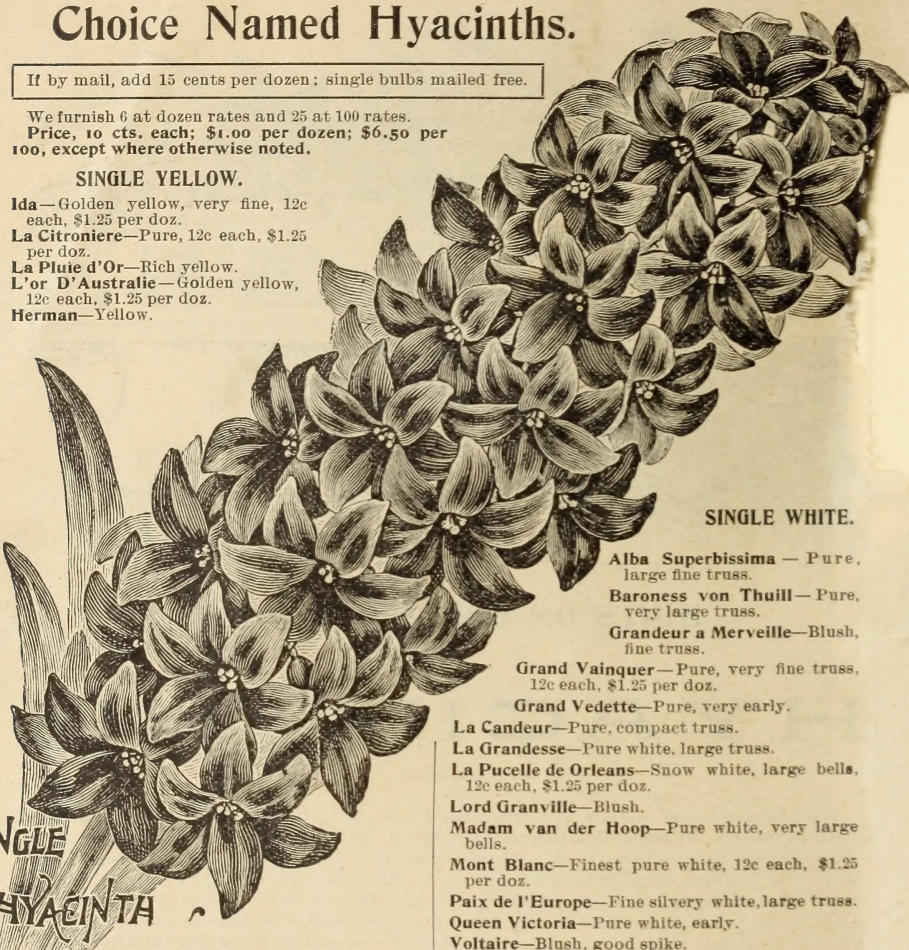 Choice Named Hyacinths.
If by mail, add 15 cents per dozen; single bulbs mailed free.
We furnish 6 at dozen rates and 25 at 100 rates.
Price, 10 cts. each; $1.00 per dozen; $6.50 per
100, except where otherwise noted.
SINGLE YELLOW.
Ida—Golden yellow, very fine, 12c
each, $1.25 per doz.
La Citroniere—Pure, 12c each, $1.25
per doz.
La Pluie d'Or—Rich yellow.
L'or D'Australie—Golden yellow,
12c each, $1.25 per doz.
Herman—Yellow.
SINGLE WHITE.
Alba Superbissima — Pure,
large fine truss.
Baroness von Thuill—Pure,
very large truss.
Grandeur a Merveille—Blush,
fine truss.
Grand Vainquer—Pure, very fine truss,
12c each, $1.25 per doz.
Grand Vedette—Pure, very early.
La Candeur—Pure, compact truss.
La Grandesse—Pure white, large truss.
La Pucelle de Orleans—Snow white, large bells,
12c each, $1.25 per doz.
Lord Granville—Blush.
Madam van der Hoop—Pure white, very large
bells.
Mont Blanc—Finest pure white, 12c each, $1.25
per doz.
Paix de l'Europe—Fine silvery white, large truss.
Queen Victoria—Pure white, early.
Voltaire—Blush, good spike.
NGLE
HYACINTH